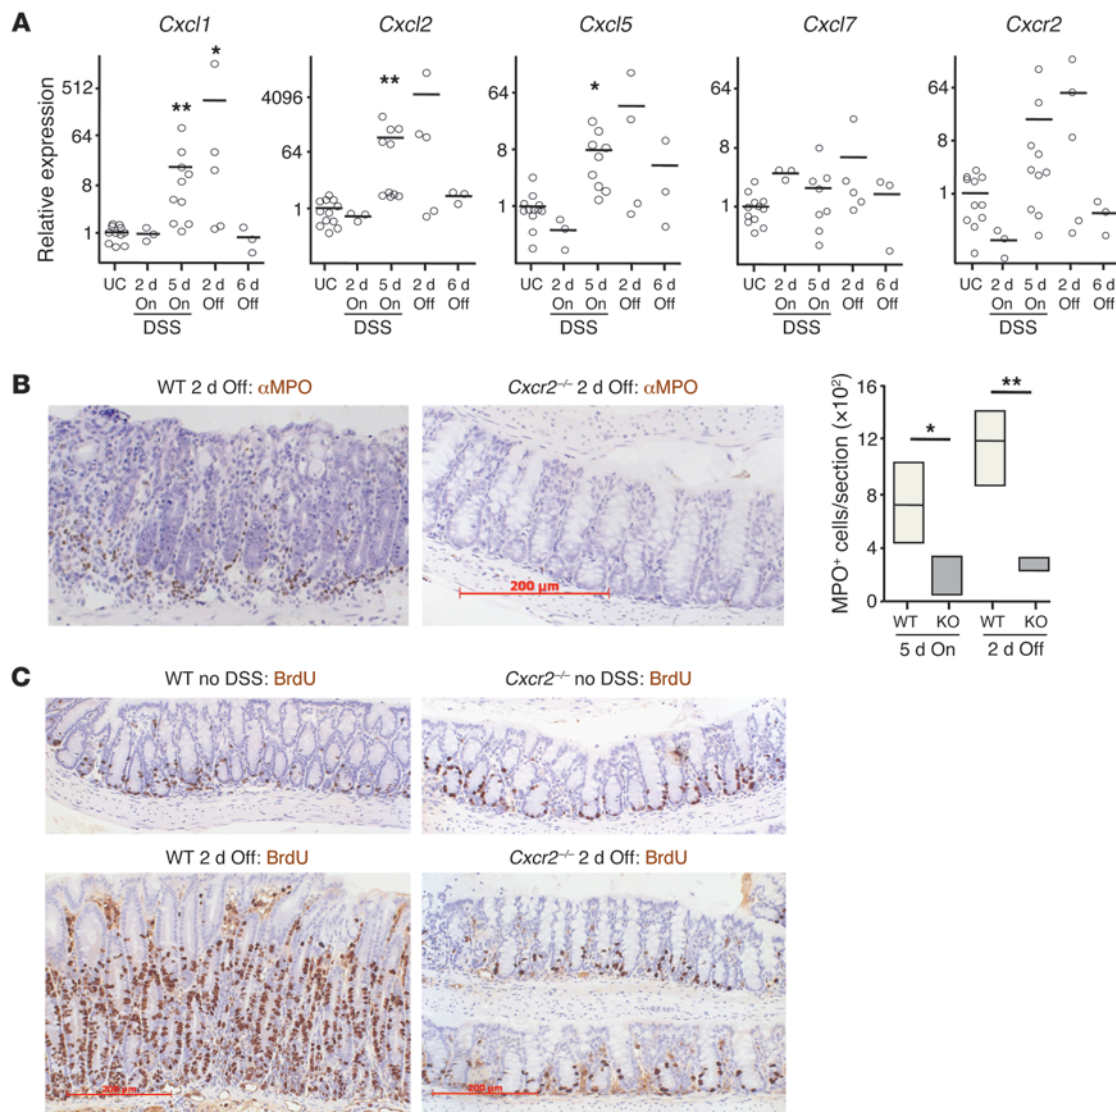 A
Cxcl1 Cxcl2 Cxcl5 Cxcl7 Cxcr2
Relative expression
512 64 8 1
4096 64 1
64 8 1
64 8 1
64 8 1
UC 2 d 5 d 2 d 6 d UC 2 d 5 d 2 d 6 d UC 2 d 5 d 2 d 6 d UC 2 d 5 d 2 d 6 d UC 2 d 5 d 2 d 6 d
On On Off Off On On Off Off On On Off Off On On Off Off On On Off Off
DSS DSS DSS DSS DSS
* ** ** * 
B
WT 2 d Off: αMPO
Cxcr2–/– 2 d Off: αMPO
200 μm
MPO+ cells/section (×102)
16
12
8
4
0
* **
WT KO WT KO
5 d On 2 d Off
C
WT no DSS: BrdU
Cxcr2–/– no DSS: BrdU
WT 2 d Off: BrdU
Cxcr2–/– 2 d Off: BrdU
200 μm
200 μm